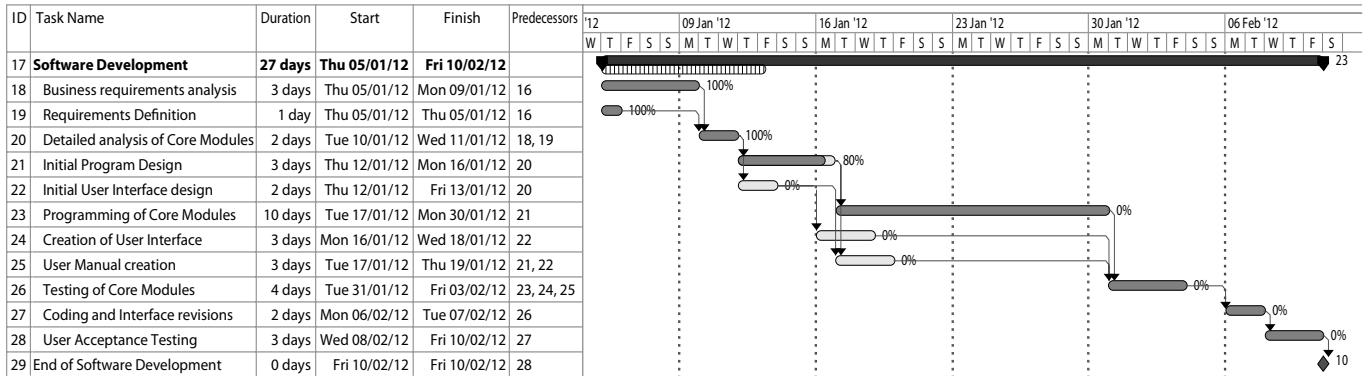 ID Task Name Duration Start Finish Predecessors '12 09 Jan '12 16 Jan '12 23 Jan '12 30 Jan '12 06 Feb '12
W T F S S M T W T F S S M T W T F S S M T W T F S S M T W T F S S M T W T F S
17 Software Development 27 days Thu 05/01/12 Fri 10/02/12 23
18 Business requirements analysis 3 days Thu 05/01/12 Mon 09/01/12 16 100%
19 Requirements Definition 1 day Thu 05/01/12 Thu 05/01/12 16 100%
20 Detailed analysis of Core Modules 2 days Tue 10/01/12 Wed 11/01/12 18, 19 100%
21 Initial Program Design 3 days Thu 12/01/12 Mon 16/01/12 20 80%
22 Initial User Interface design 2 days Thu 12/01/12 Fri 13/01/12 20 0%
23 Programming of Core Modules 10 days Tue 17/01/12 Mon 30/01/12 21 0%
24 Creation of User Interface 3 days Mon 16/01/12 Wed 18/01/12 22 0%
25 User Manual creation 3 days Tue 17/01/12 Thu 19/01/12 21, 22 0%
26 Testing of Core Modules 4 days Tue 31/01/12 Fri 03/02/12 23, 24, 25 0%
27 Coding and Interface revisions 2 days Mon 06/02/12 Tue 07/02/12 26 0%
28 User Acceptance Testing 3 days Wed 08/02/12 Fri 10/02/12 27 0%
29 End of Software Development 0 days Fri 10/02/12 Fri 10/02/12 28 10